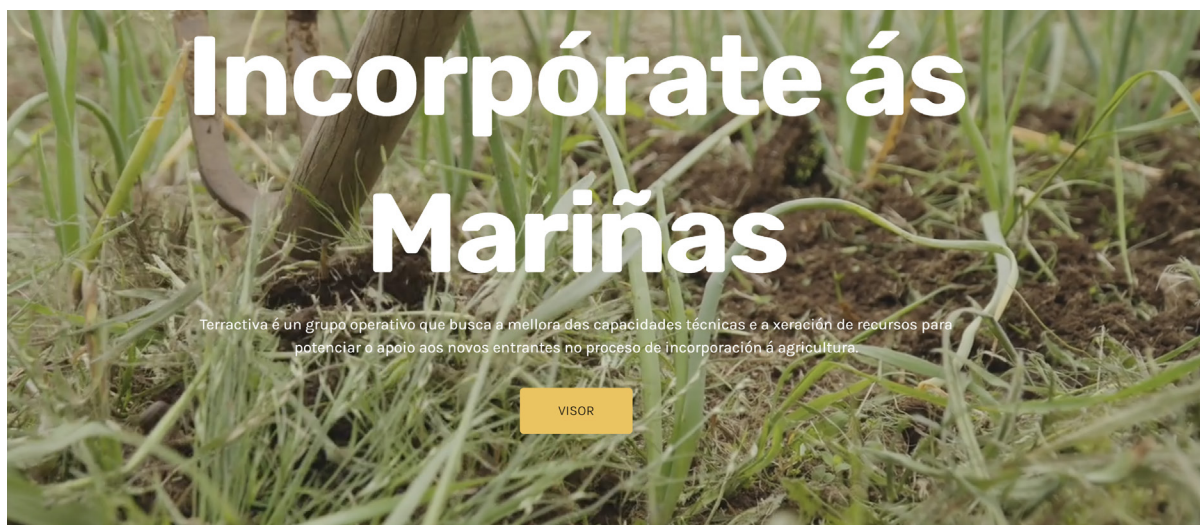 Incorpórate ás
Mariñas
Terractiva é un grupo operativo que busca a mellora das capacidades técnicas e a xeración de recursos para
potenciar o apoio aos novos entrantes no proceso de incorporación á agricultura.
VISOR